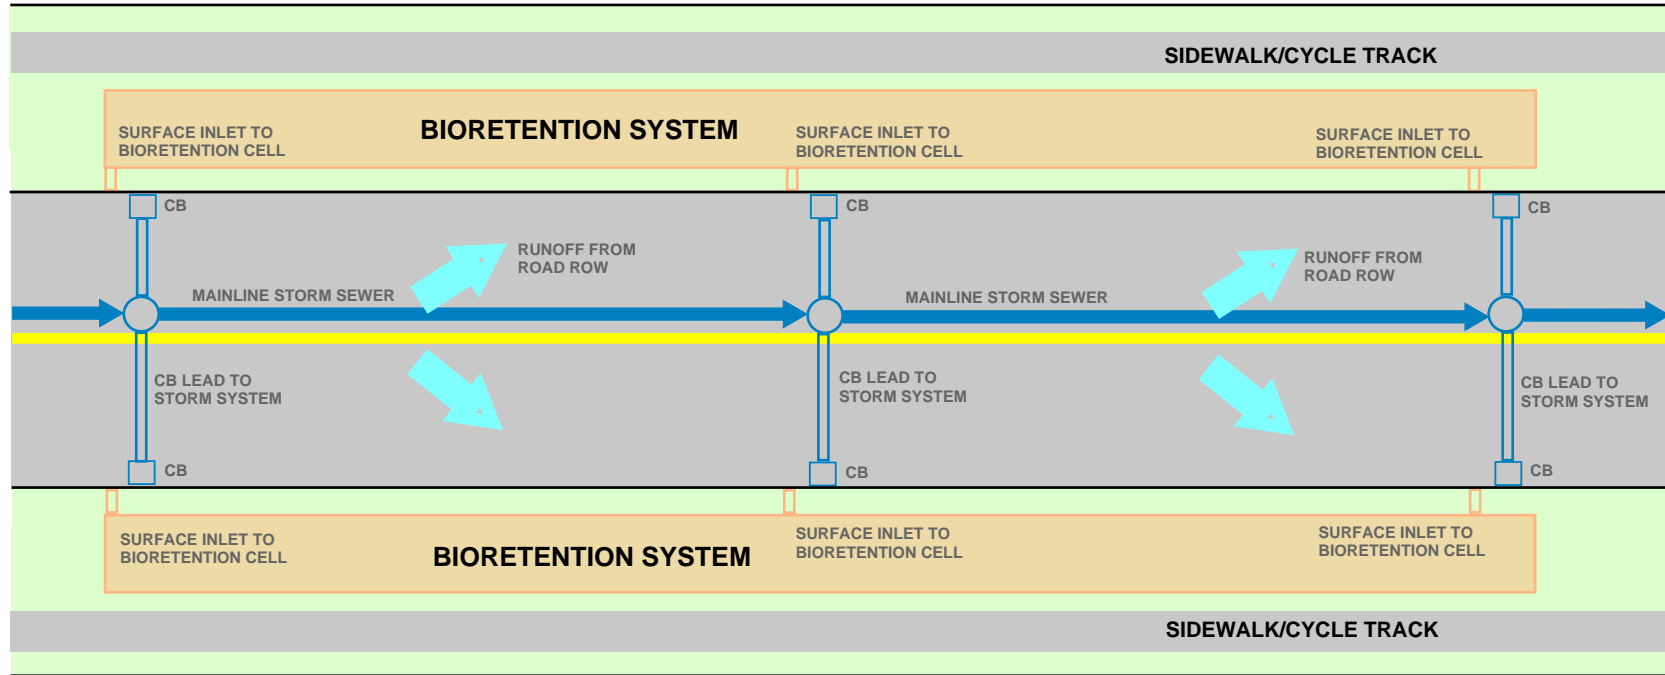 SIDEWALK/CYCLE TRACK
BIORETENTION SYSTEM
SURFACE INLET TO
BIORETENTION CELL
SURFACE INLET TO
BIORETENTION CELL
SURFACE INLET TO
BIORETENTION CELL
CB
CB
CB
RUNOFF FROM
ROAD ROW
RUNOFF FROM
ROAD ROW
MAINLINE STORM SEWER
MAINLINE STORM SEWER
CB LEAD TO
STORM SYSTEM
CB LEAD TO
STORM SYSTEM
CB LEAD TO
STORM SYSTEM
CB
CB
CB
SURFACE INLET TO
BIORETENTION CELL
BIORETENTION SYSTEM
SURFACE INLET TO
BIORETENTION CELL
SURFACE INLET TO
BIORETENTION CELL
SIDEWALK/CYCLE TRACK